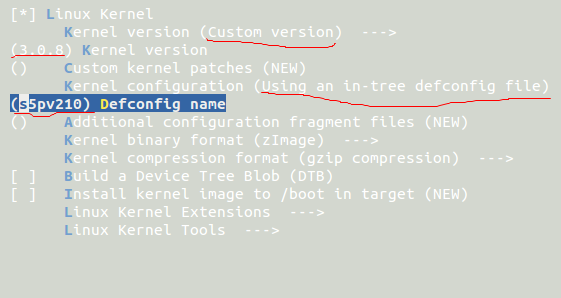 [*] Linux Kernel
Kernel version (Custom version)  --->
(3.0.8) Kernel version
()    Custom kernel patches (NEW)
Kernel configuration (Using an in-tree defconfig file)
(s5pv210) Defconfig name
()    Additional configuration fragment files (NEW)
Kernel binary format (zImage)  --->
Kernel compression format (gzip compression)  --->
[ ]   Build a Device Tree Blob (DTB)
[ ]   Install kernel image to /boot in target (NEW)
Linux Kernel Extensions  --->
Linux Kernel Tools  --->